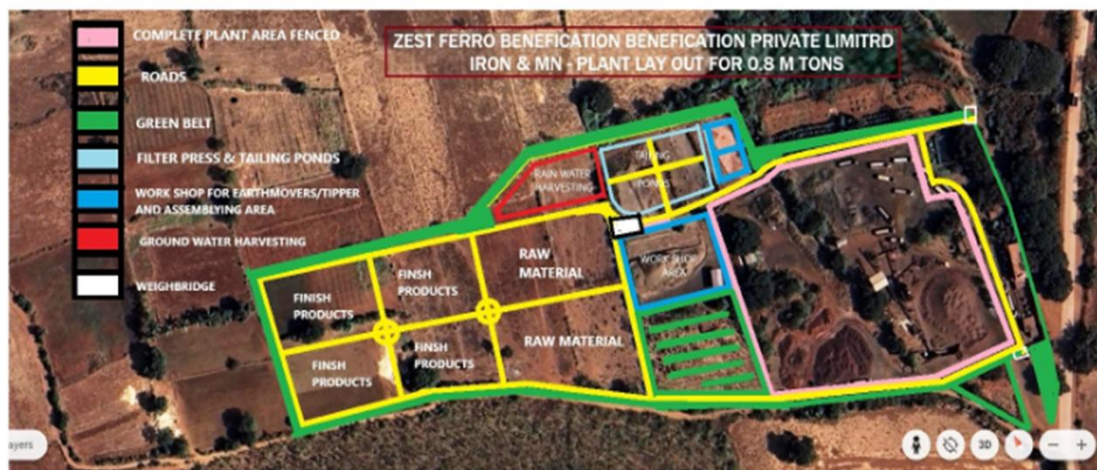 ZEST FERRO BENEFICATION BENEFICATION PRIVATE LIMITRD
IRON & MN - PLANT LAY OUT FOR 0.8 M TONS
COMPLETE PLANT AREA FENCED
ROADS
GREEN BELT
FILTER PRESS & TAILING PONDS
WORK SHOP FOR EARTHMOVERS/TIPPER
AND ASSEMBLYING AREA
GROUND WATER HARVESTING
WEIGHBRIDGE
RAIN WATER
HARVESTING
TAILING
PONDS
WORK SHOP
AREA
RAW
MATERIAL
RAW MATERIAL
FINSH
PRODUCTS
FINISH
PRODUCTS
FINSH
PRODUCTS
FINSH
PRODUCTS
ayers
3D